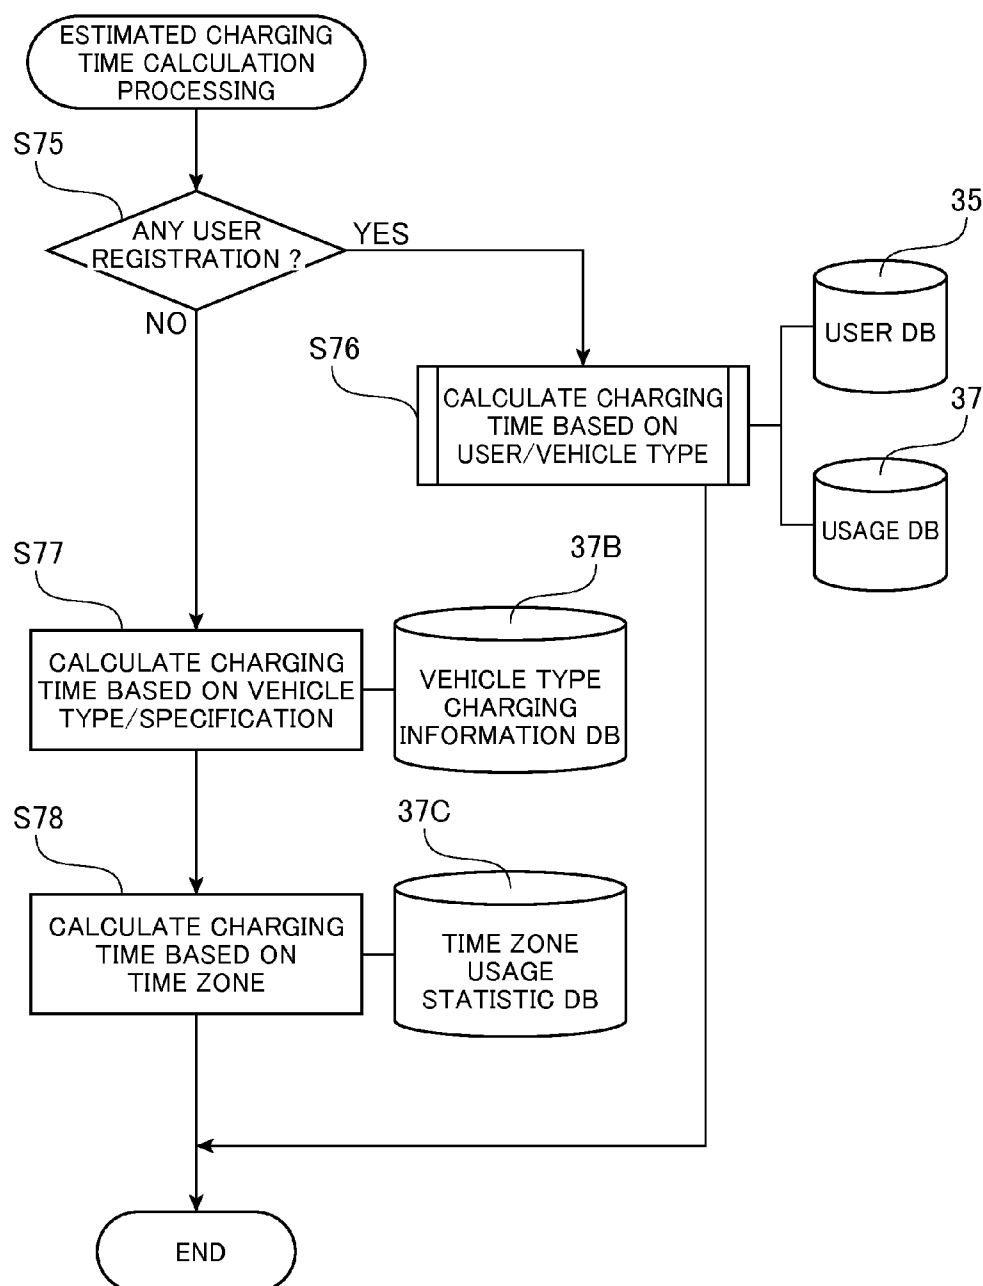 ESTIMATED CHARGING
TIME CALCULATION
PROCESSING
S75
ANY USER
REGISTRATION ?
YES
NO
35
USER DB
S76
CALCULATE CHARGING
TIME BASED ON
USER/VEHICLE TYPE
37
USAGE DB
S77
CALCULATE CHARGING
TIME BASED ON VEHICLE
TYPE/SPECIFICATION
37B
VEHICLE TYPE
CHARGING
INFORMATION DB
S78
CALCULATE CHARGING
TIME BASED ON
TIME ZONE
37C
TIME ZONE
USAGE
STATISTIC DB
END